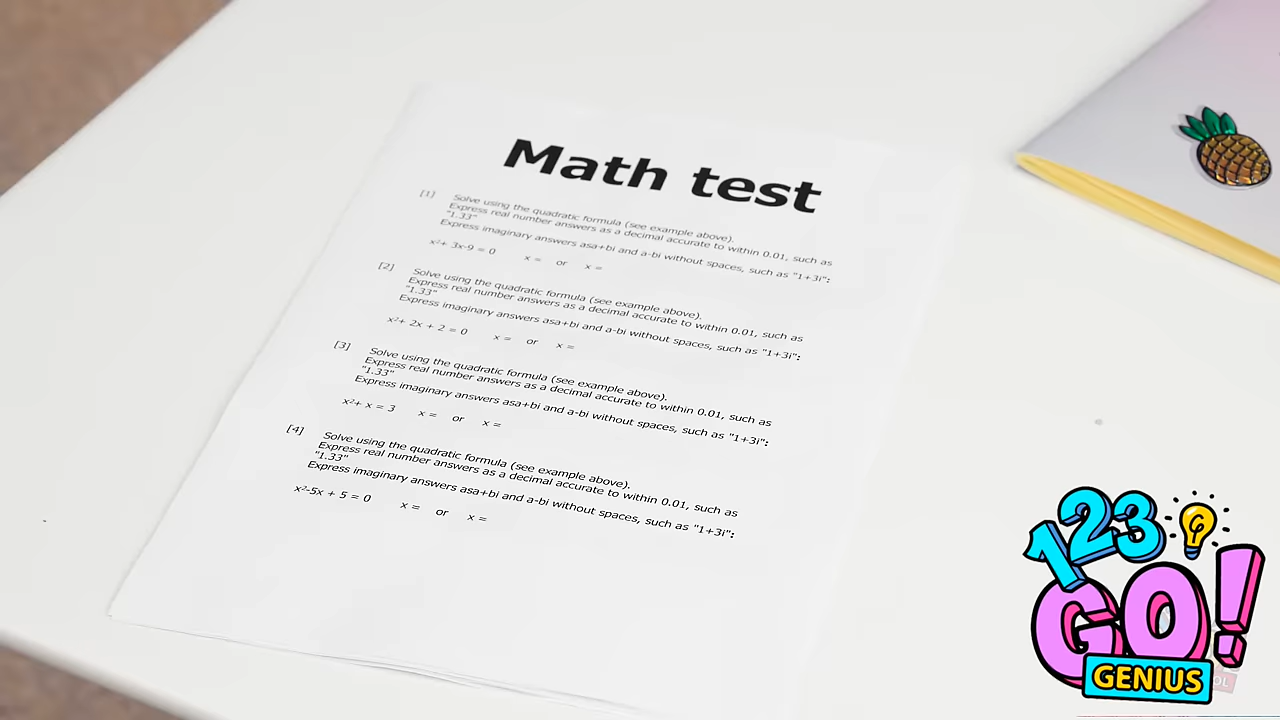 Math test
[1] Solve using the quadratic formula (see example above).
Express real number answers as a decimal accurate to within 0.01, such as
"1.33"
Express imaginary answers asa+bi and a-bi without spaces, such as "1+3i":
x²+ 3x-9 = 0 x = or x =
[2] Solve using the quadratic formula (see example above).
Express real number answers as a decimal accurate to within 0.01, such as
"1.33"
Express imaginary answers asa+bi and a-bi without spaces, such as "1+3i":
x²+ 2x + 2 = 0 x = or x =
[3] Solve using the quadratic formula (see example above).
Express real number answers as a decimal accurate to within 0.01, such as
"1.33"
Express imaginary answers asa+bi and a-bi without spaces, such as "1+3i":
x²+ x = 3 x = or x =
[4] Solve using the quadratic formula (see example above).
Express real number answers as a decimal accurate to within 0.01, such as
"1.33"
Express imaginary answers asa+bi and a-bi without spaces, such as "1+3i":
x²-5x + 5 = 0 x = or x =
123
GO!
GENIUS